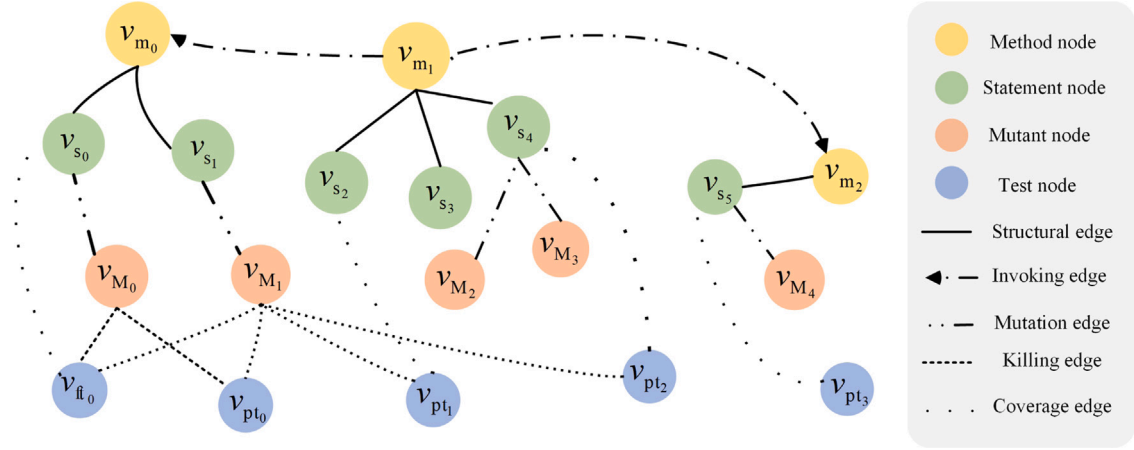 v_m0
v_m1
v_s0
v_s1
v_s2
v_s3
v_s4
v_s5
v_m2
v_M0
v_M1
v_M2
v_M3
v_M4
v_ft0
v_pt0
v_pt1
v_pt2
v_pt3
Method node
Statement node
Mutant node
Test node
Structural edge
Invoking edge
Mutation edge
Killing edge
Coverage edge